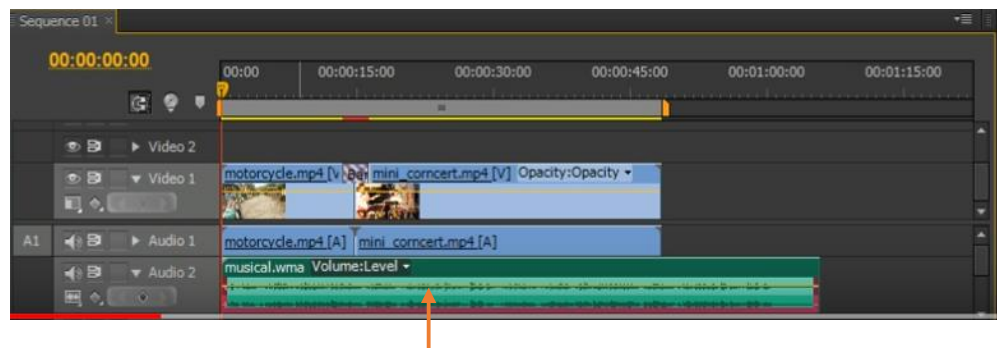 Sequence 01 ×
00:00:00:00
00:00 00:00:15:00 00:00:30:00 00:00:45:00 00:01:00:00 00:01:15:00
Video 2
Video 1
motorcycle.mp4 [V mini_corncert.mp4 [V] Opacity:Opacity
A1 Audio 1
motorcycle.mp4 [A] mini_corncert.mp4 [A]
Audio 2
musical.wma Volume:Level